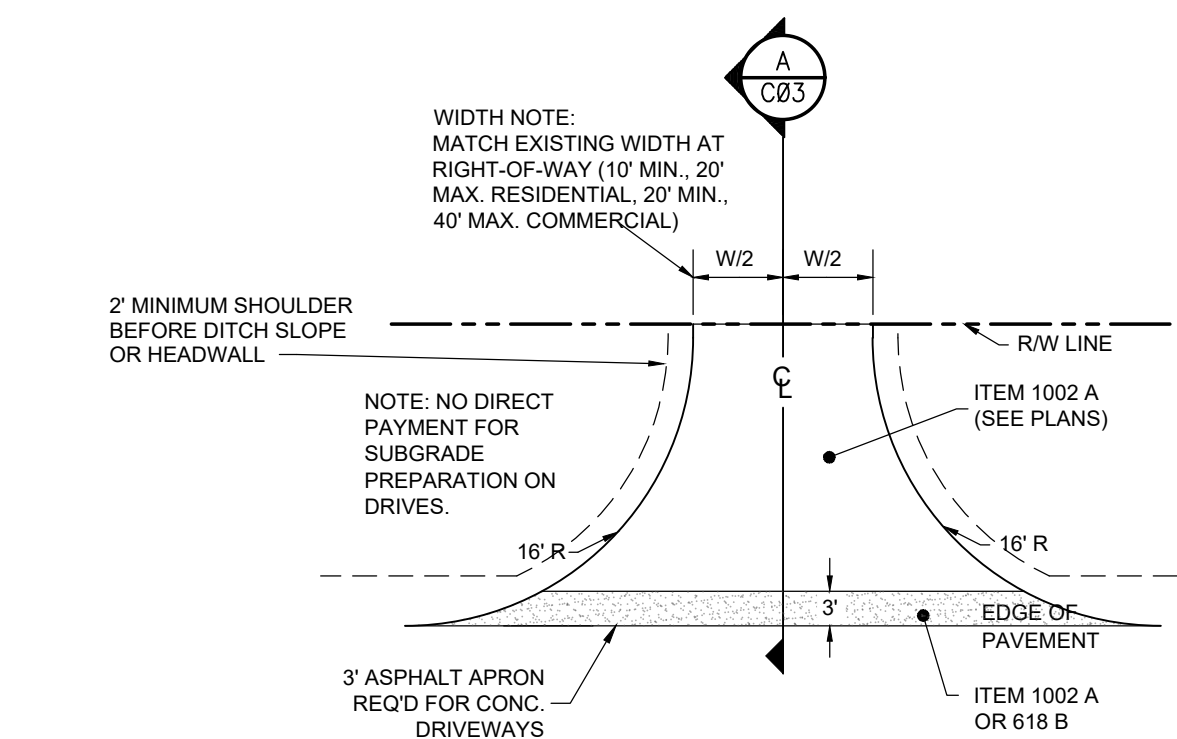 A
CØ3
WIDTH NOTE:
MATCH EXISTING WIDTH AT
RIGHT-OF-WAY (10' MIN., 20'
MAX. RESIDENTIAL, 20' MIN.,
40' MAX. COMMERCIAL)
W/2
W/2
2' MINIMUM SHOULDER
BEFORE DITCH SLOPE
OR HEADWALL
R/W LINE
℄
NOTE: NO DIRECT
PAYMENT FOR
SUBGRADE
PREPARATION ON
DRIVES.
ITEM 1002 A
(SEE PLANS)
16' R
16' R
3'
EDGE OF
PAVEMENT
3' ASPHALT APRON
REQ'D FOR CONC.
DRIVEWAYS
ITEM 1002 A
OR 618 B